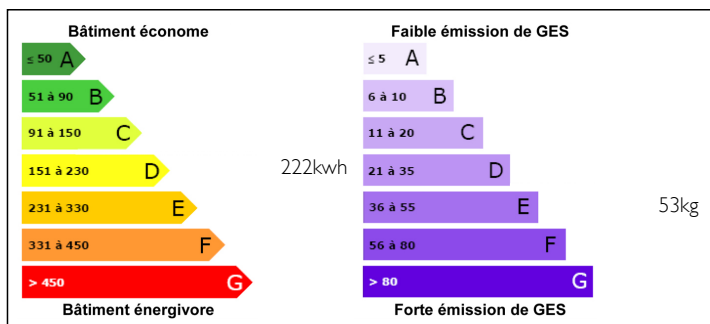 Bâtiment économe
≤ 50 A
51 à 90 B
91 à 150 C
151 à 230 D
222kwh
231 à 330 E
331 à 450 F
> 450 G
Bâtiment énergivore
Faible émission de GES
≤ 5 A
6 à 10 B
11 à 20 C
21 à 35 D
36 à 55 E
53kg
56 à 80 F
> 80 G
Forte émission de GES